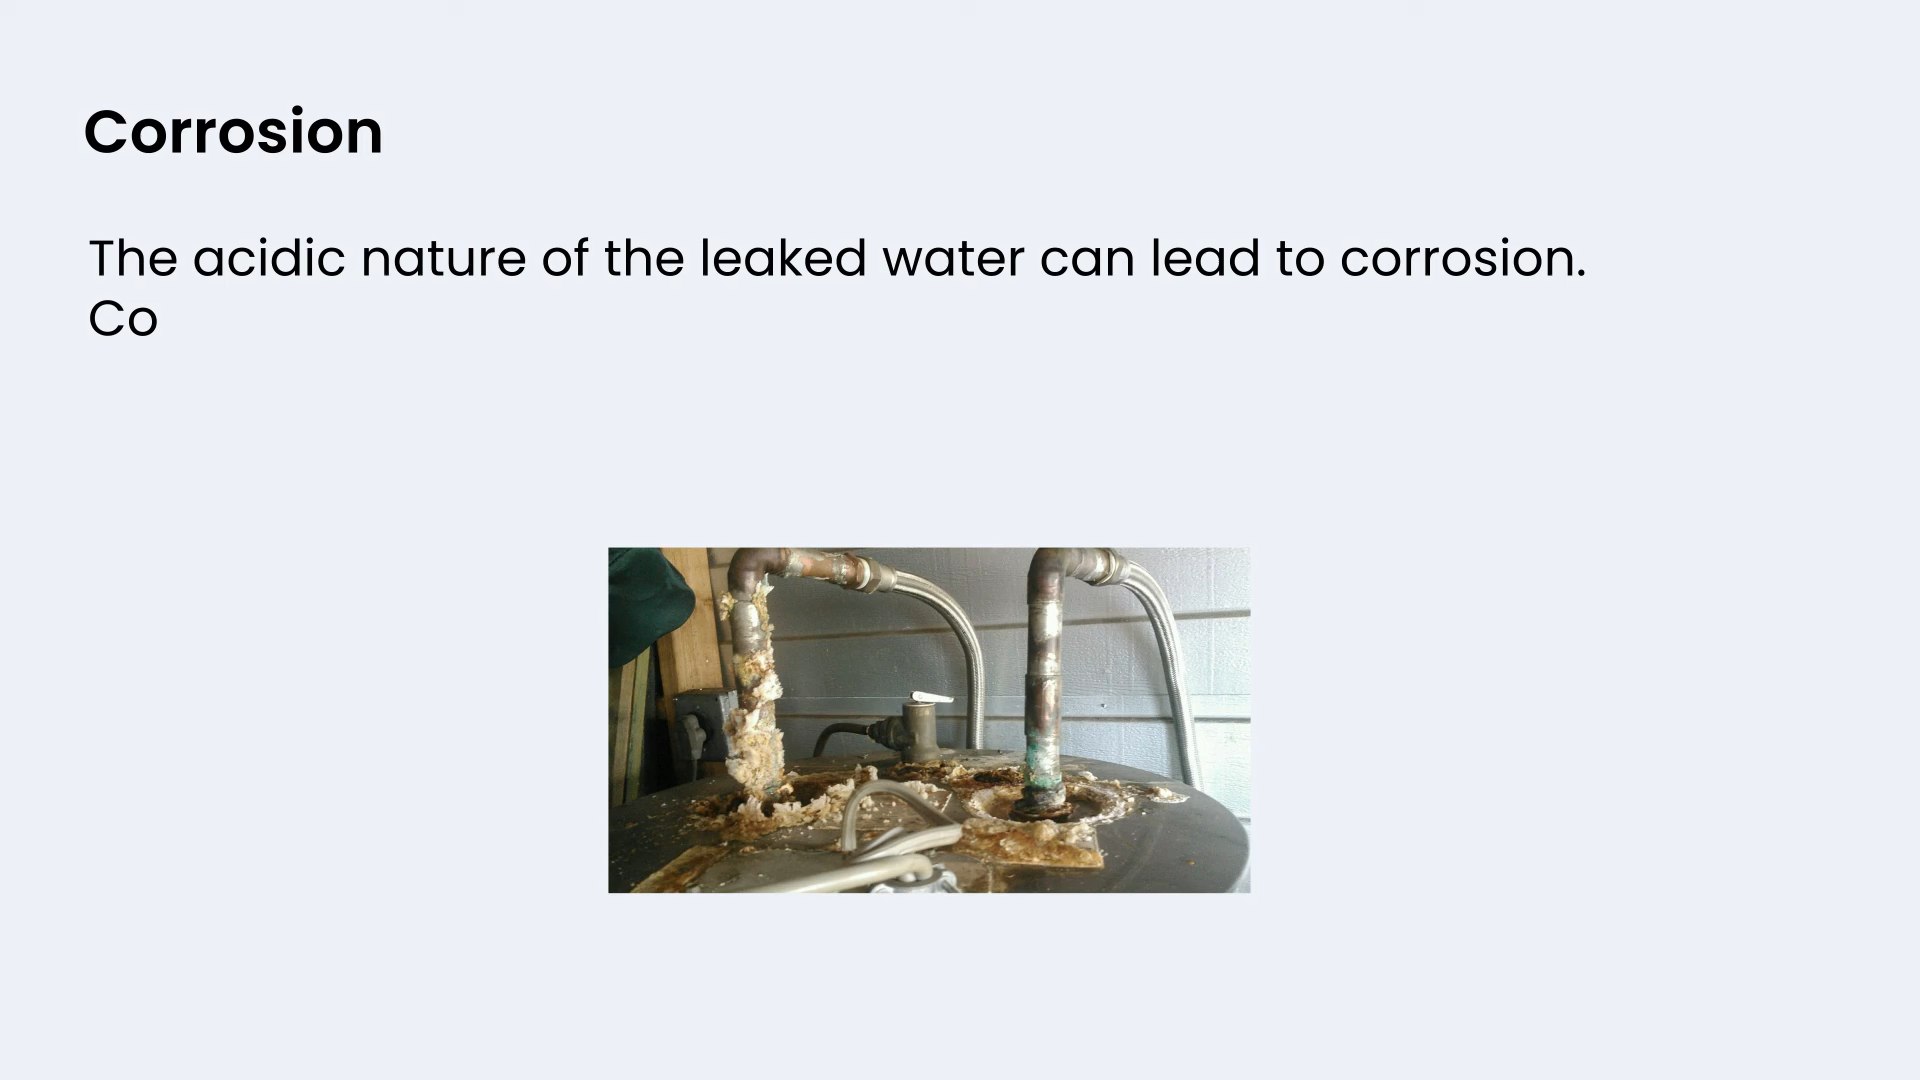 Corrosion
The acidic nature of the leaked water can lead to corrosion.
Co